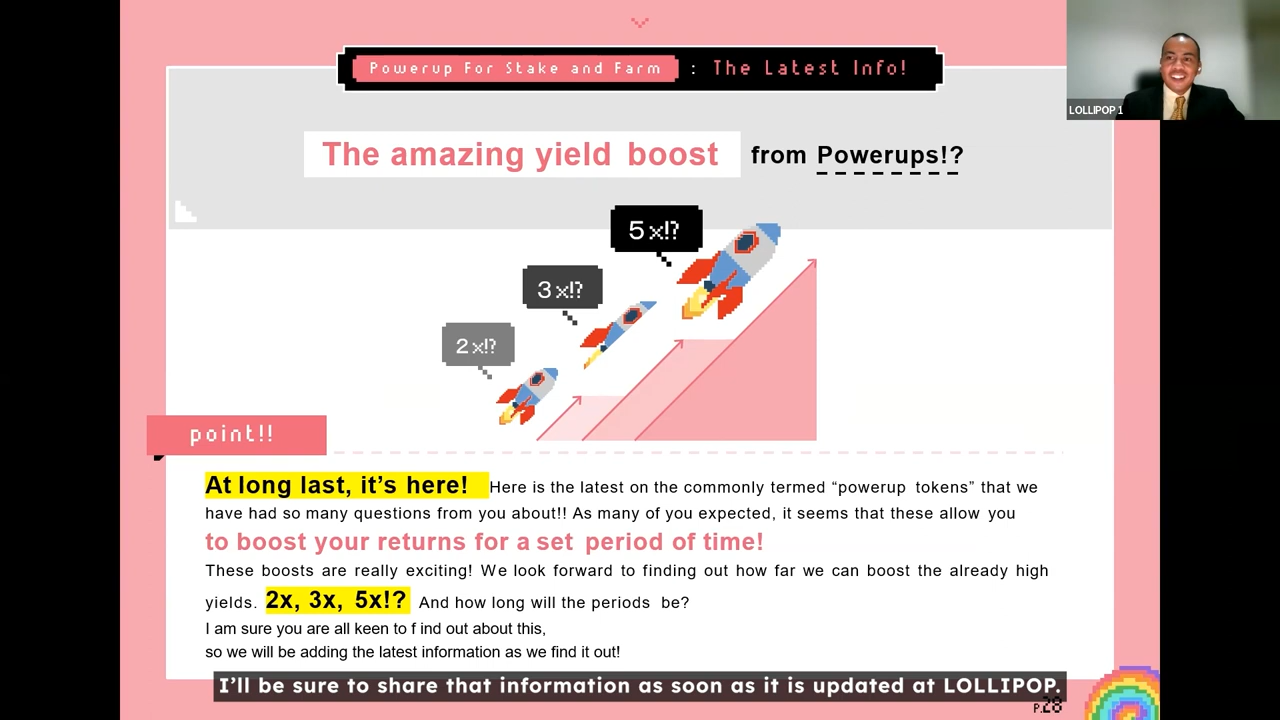 Powerup For Stake and Farm : The Latest Info!
LOLLIPOP 1
The amazing yield boost from Powerups!?
5x!?
3x!?
2x!?
point!!
At long last, it's here! Here is the latest on the commonly termed “powerup tokens” that we
have had so many questions from you about!! As many of you expected, it seems that these allow you
to boost your returns for a set period of time!
These boosts are really exciting! We look forward to finding out how far we can boost the already high
yields. 2x, 3x, 5x!? And how long will the periods be?
I am sure you are all keen to f ind out about this,
so we will be adding the latest information as we find it out!
I'll be sure to share that information as soon as it is updated at LOLLIPOP.
P.28